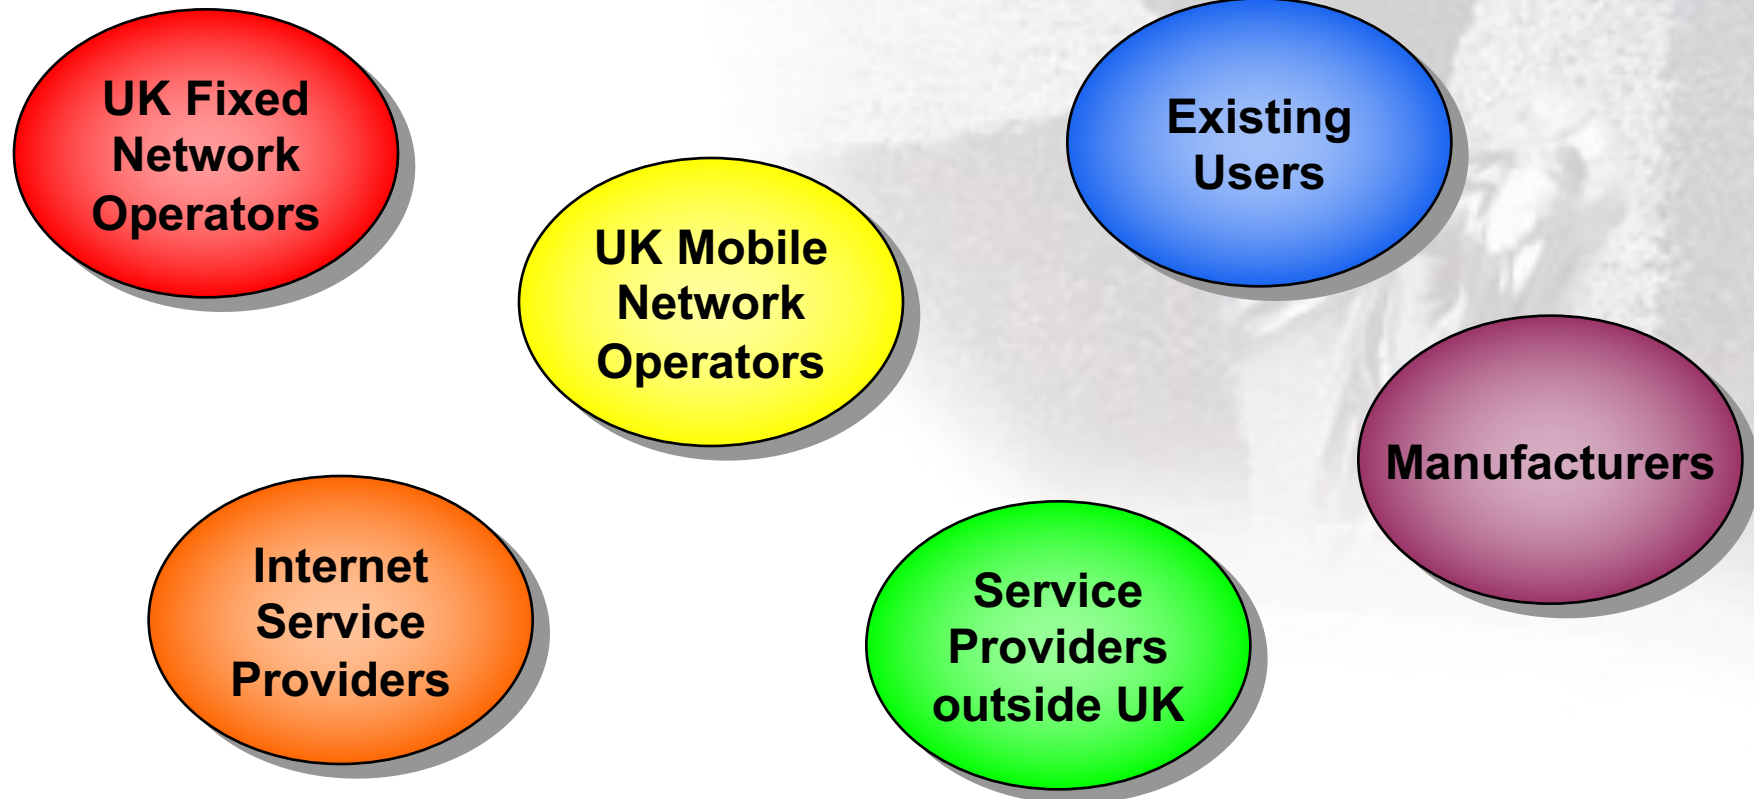 UK Fixed
Network
Operators
UK Mobile
Network
Operators
Existing
Users
Manufacturers
Internet
Service
Providers
Service
Providers
outside UK